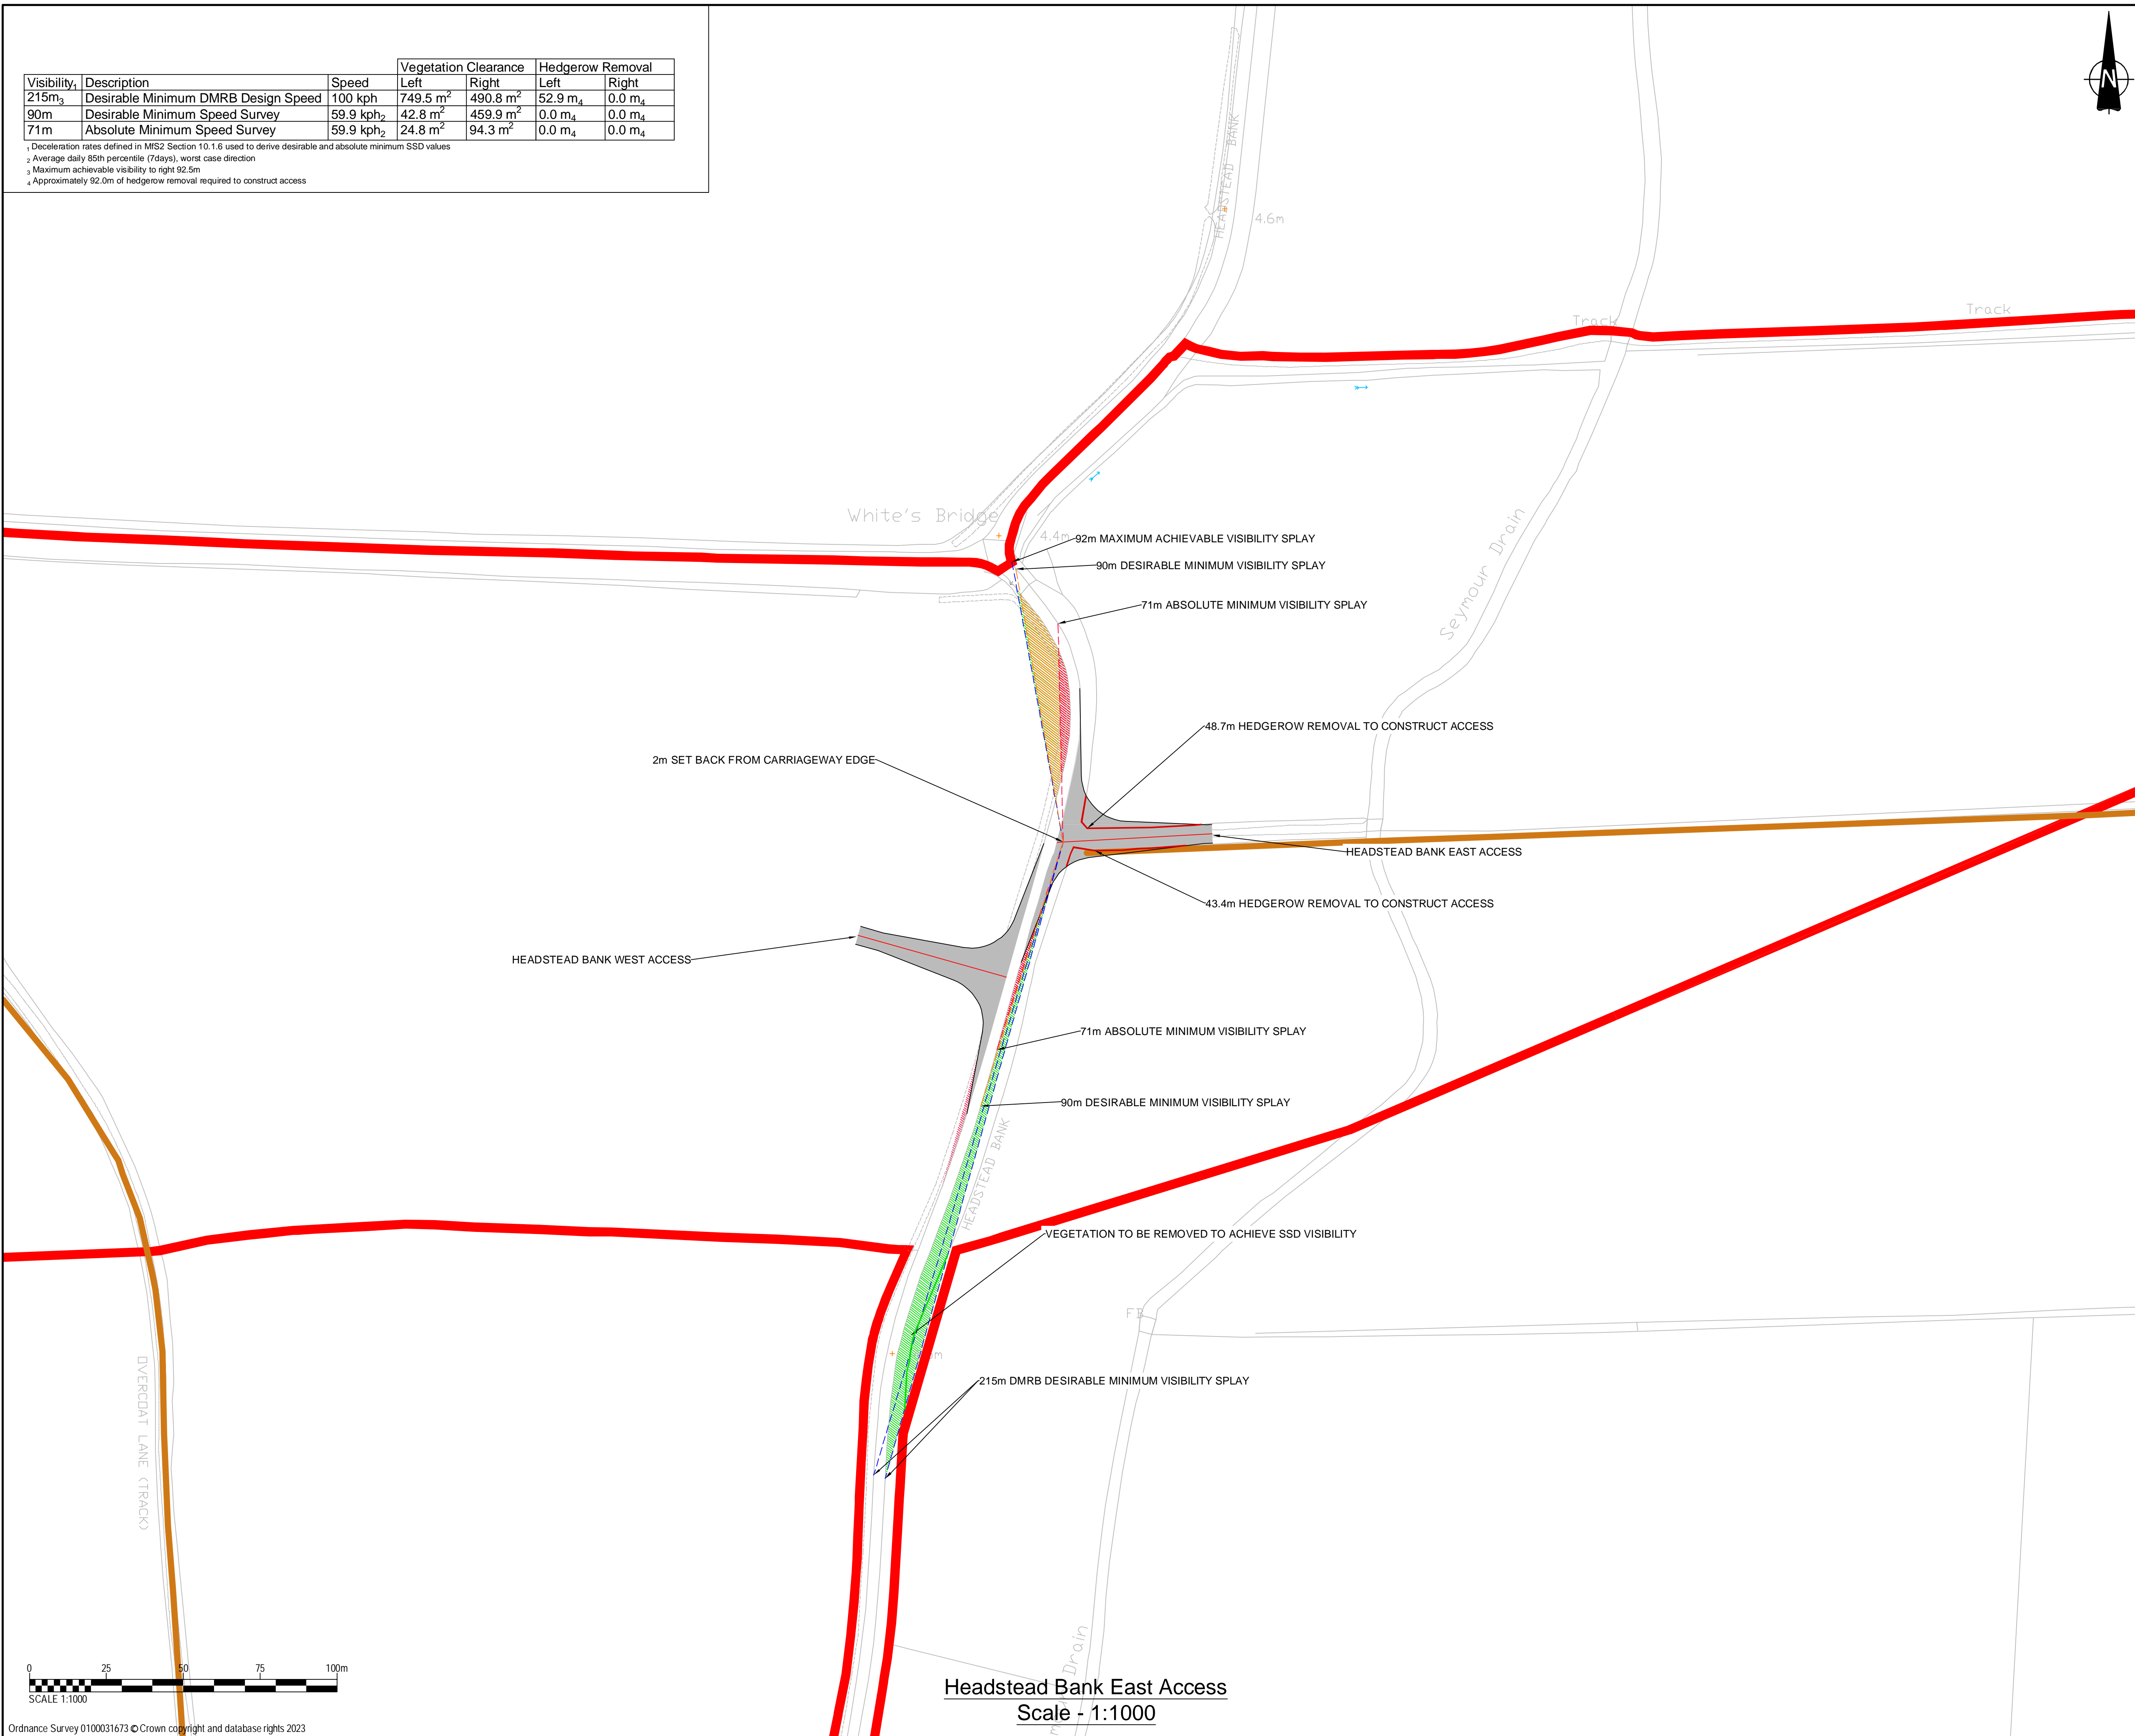 Vegetation Clearance Hedgerow Removal
Visibility₁ Description Speed Left Right Left Right
215m₃ Desirable Minimum DMRB Design Speed 100 kph 749.5 m² 490.8 m² 52.9 m₄ 0.0 m₄
90m Desirable Minimum Speed Survey 59.9 kph₂ 42.8 m² 459.9 m² 0.0 m₄ 0.0 m₄
71m Absolute Minimum Speed Survey 59.9 kph₂ 24.8 m² 94.3 m² 0.0 m₄ 0.0 m₄
₁ Deceleration rates defined in MfS2 Section 10.1.6 used to derive desirable and absolute minimum SSD values
₂ Average daily 85th percentile (7days), worst case direction
₃ Maximum achievable visibility to right 92.5m
₄ Approximately 92.0m of hedgerow removal required to construct access
N
HEADSTEAD BANK
4.6m
Track
Track
White's Bridge
4.4m
92m MAXIMUM ACHIEVABLE VISIBILITY SPLAY
90m DESIRABLE MINIMUM VISIBILITY SPLAY
71m ABSOLUTE MINIMUM VISIBILITY SPLAY
Seymour Drain
48.7m HEDGEROW REMOVAL TO CONSTRUCT ACCESS
2m SET BACK FROM CARRIAGEWAY EDGE
HEADSTEAD BANK EAST ACCESS
43.4m HEDGEROW REMOVAL TO CONSTRUCT ACCESS
HEADSTEAD BANK WEST ACCESS
71m ABSOLUTE MINIMUM VISIBILITY SPLAY
90m DESIRABLE MINIMUM VISIBILITY SPLAY
HEADSTEAD BANK
VEGETATION TO BE REMOVED TO ACHIEVE SSD VISIBILITY
FB
m
215m DMRB DESIRABLE MINIMUM VISIBILITY SPLAY
OVERCOAT LANE (TRACK)
Drain
0 25 50 75 100m
SCALE 1:1000
Headstead Bank East Access
Scale - 1:1000
Ordnance Survey 0100031673 © Crown copyright and database rights 2023